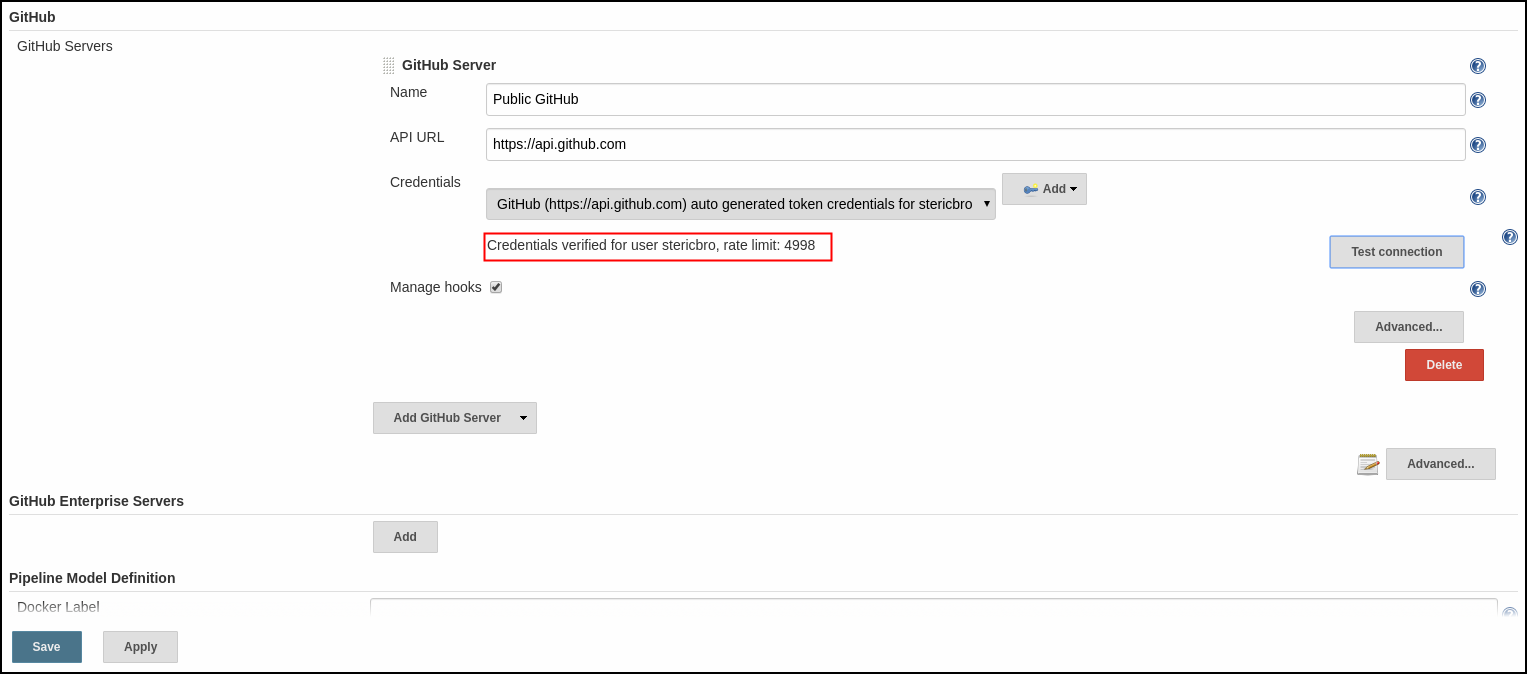 GitHub
GitHub Servers
GitHub Server
Name
Public GitHub
API URL
https://api.github.com
Credentials
GitHub (https://api.github.com) auto generated token credentials for stericbro
Add
Credentials verified for user stericbro, rate limit: 4998
Test connection
Manage hooks
Advanced...
Delete
Add GitHub Server
Advanced...
GitHub Enterprise Servers
Add
Pipeline Model Definition
Docker Label
Save
Apply